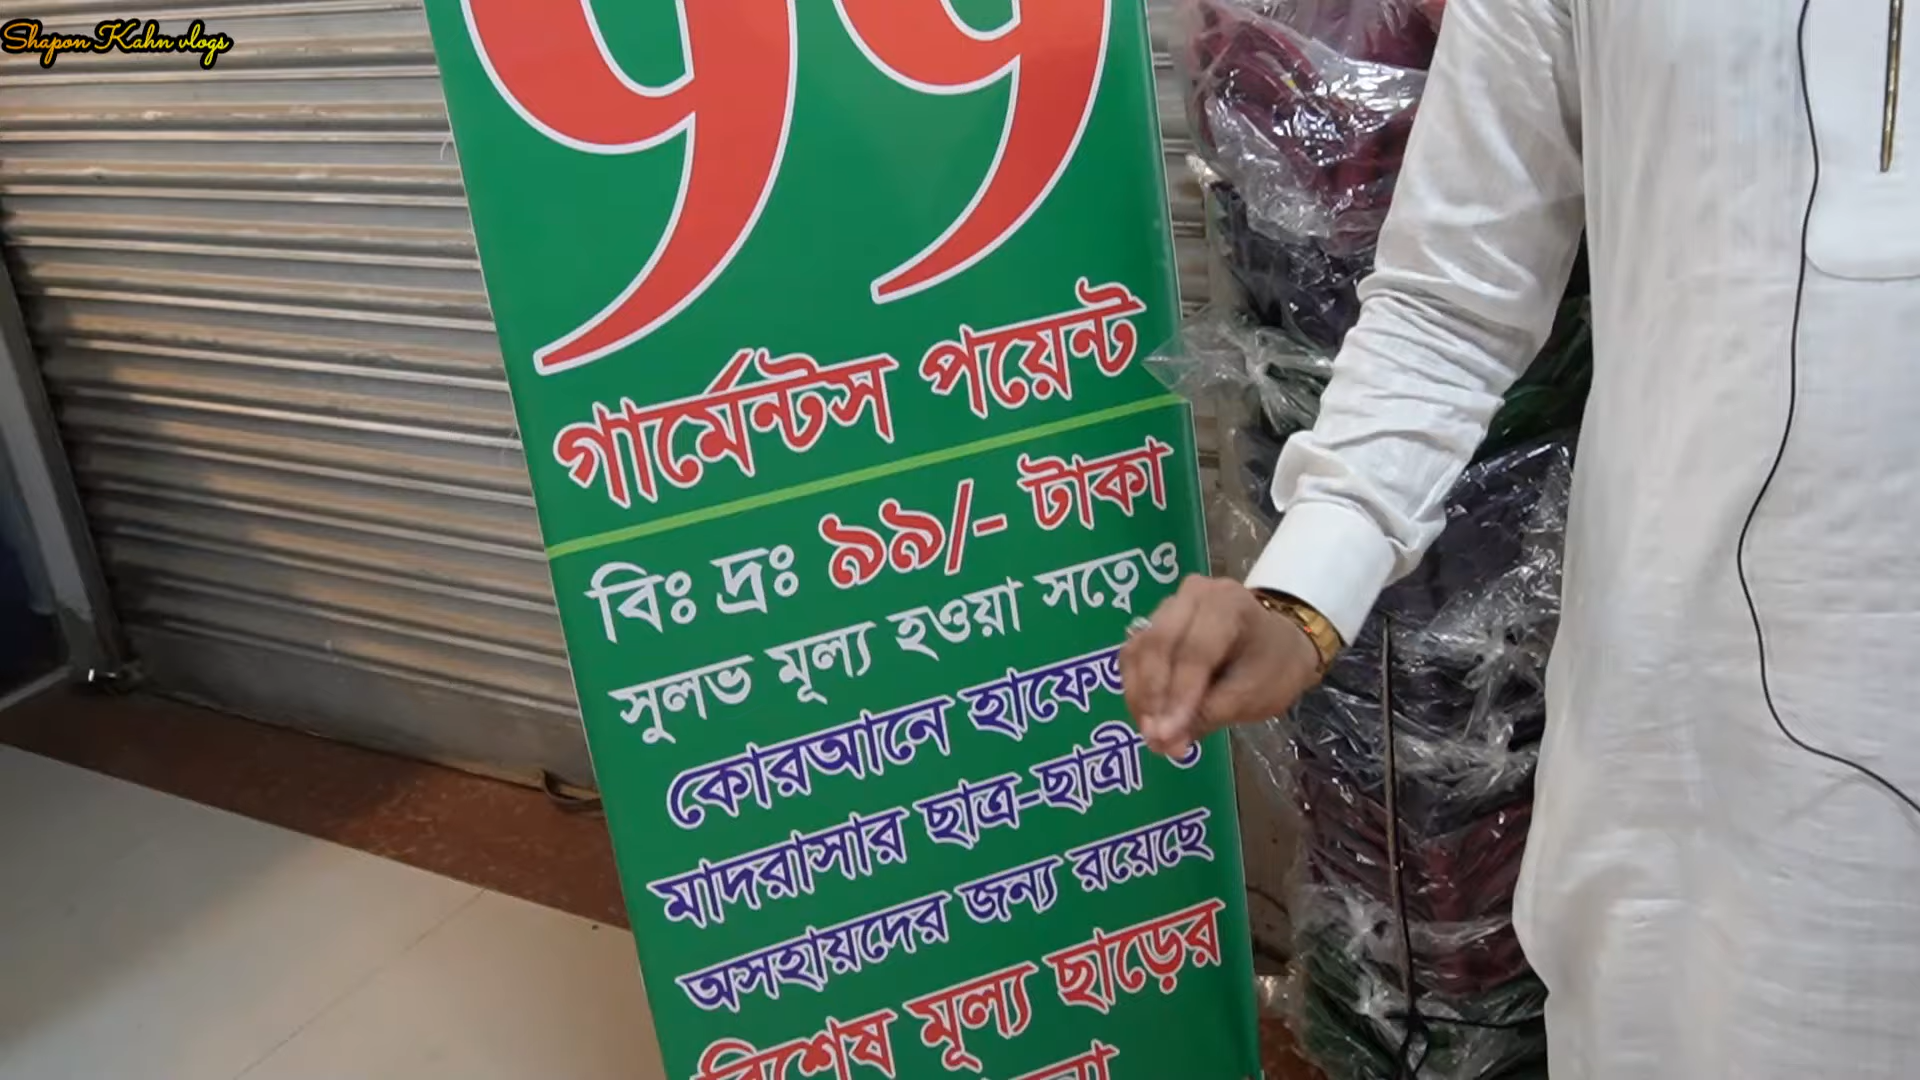 Shapon Kahn vlogs
৯৯
গার্মেন্টস পয়েন্ট
বিঃ দ্রঃ ৯৯/- টাকা
সুলভ মূল্য হওয়া সত্বেও
কোরআনে
মাদরাসার ছাত্র-ছাত্রী ও
অসহায়দের জন্য রয়েছে
বিশেষ মূল্য ছাড়ের